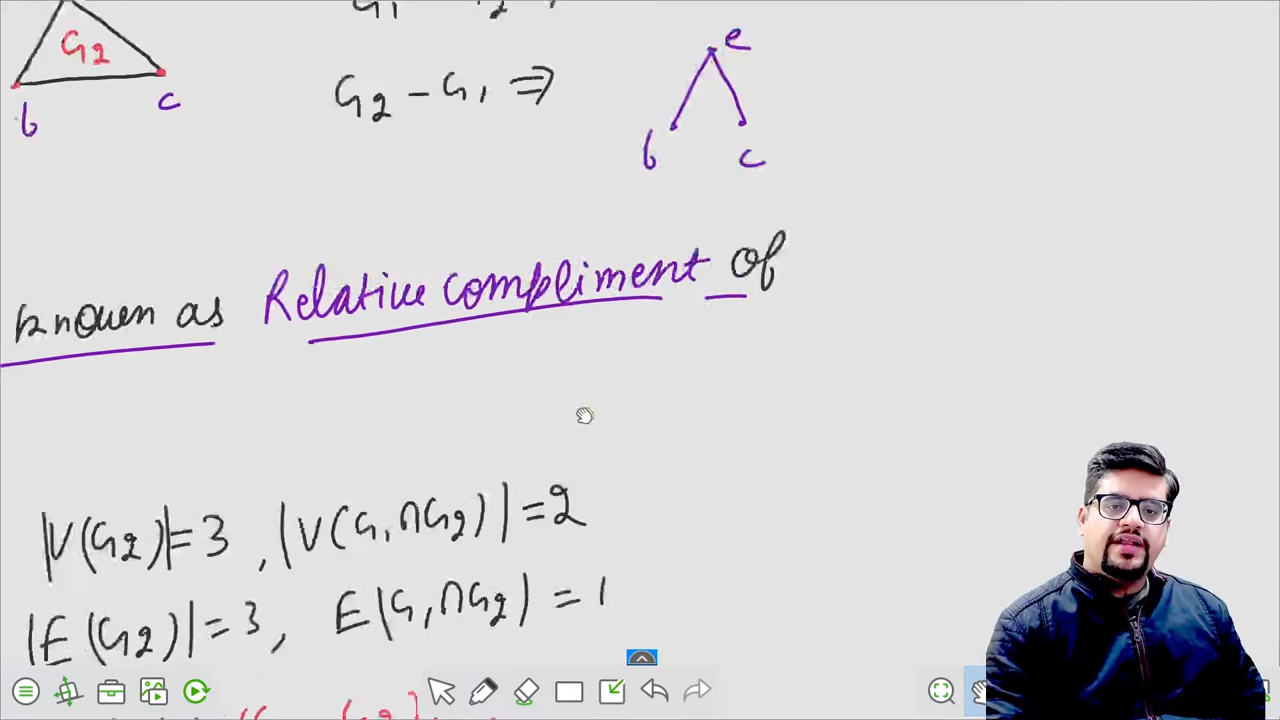 G2
b
c
G2 - G1 ⇒
e
b
c
known as Relative compliment of
|V(G2)|=3, |V(G1∩G2)|=2
|E(G2)|=3, E(G1∩G2) = 1